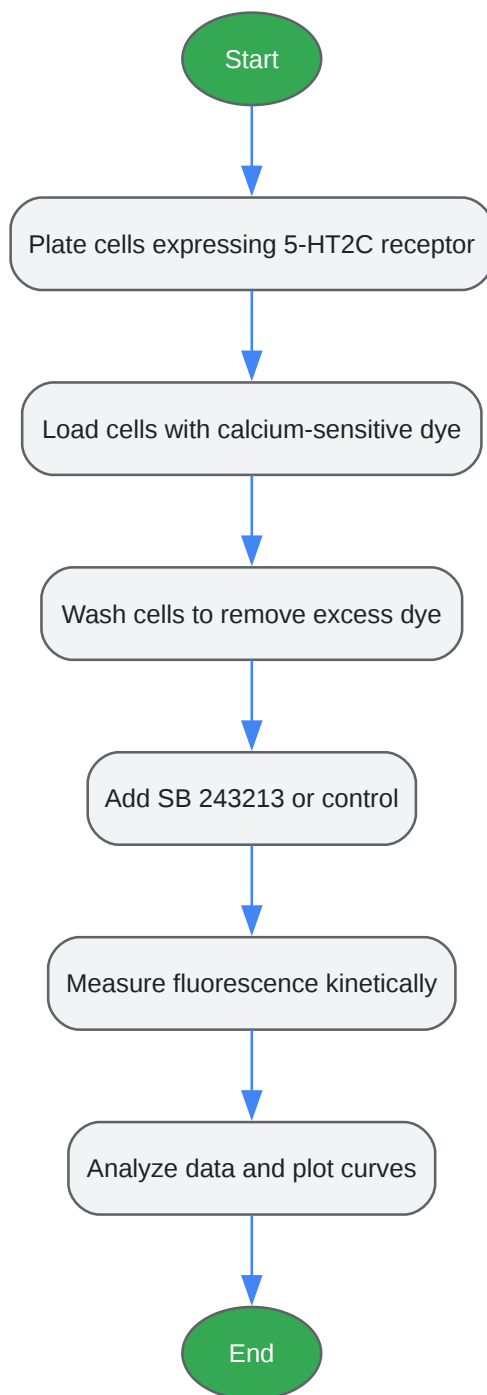 Start
Plate cells expressing 5-HT2C receptor
Load cells with calcium-sensitive dye
Wash cells to remove excess dye
Add SB 243213 or control
Measure fluorescence kinetically
Analyze data and plot curves
End